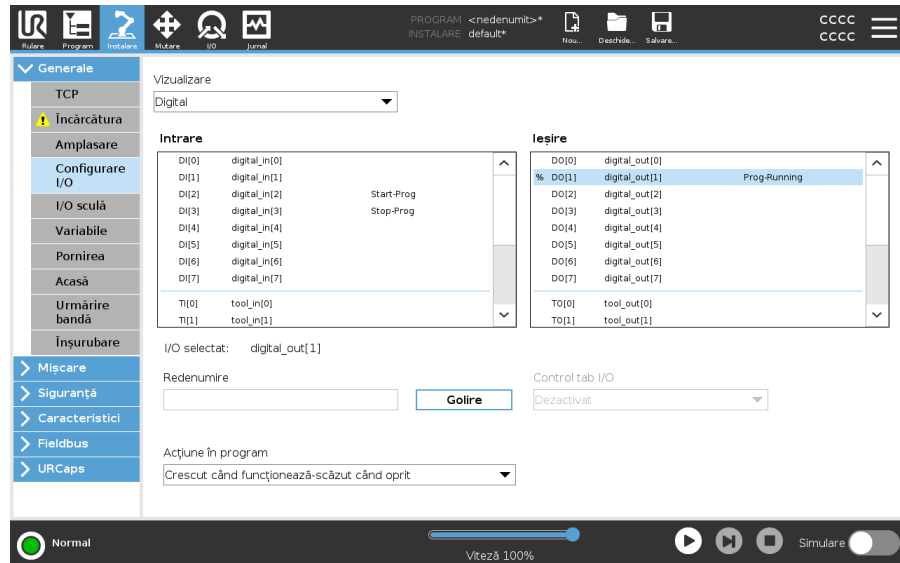 PROGRAM <nedenumit>*
INSTALARE default*
CCCC
CCCC
Rulare Program Instalare Mutare I/O Jurnal Nou... Deschide... Salvare...
Generale
TCP
Încărcătura
Amplasare
Configurare
I/O
I/O sculă
Variabile
Pornirea
Acasă
Urmărire
bandă
Înșurubare
Mișcare
Siguranță
Caracteristici
Fieldbus
URCaps
Vizualizare
Digital
Intrare
DI[0] digital_in[0]
DI[1] digital_in[1]
DI[2] digital_in[2] Start-Prog
DI[3] digital_in[3] Stop-Prog
DI[4] digital_in[4]
DI[5] digital_in[5]
DI[6] digital_in[6]
DI[7] digital_in[7]
TI[0] tool_in[0]
TI[1] tool_in[1]
Ieșire
DO[0] digital_out[0]
% DO[1] digital_out[1] Prog-Running
DO[2] digital_out[2]
DO[3] digital_out[3]
DO[4] digital_out[4]
DO[5] digital_out[5]
DO[6] digital_out[6]
DO[7] digital_out[7]
TO[0] tool_out[0]
TO[1] tool_out[1]
I/O selectat: digital_out[1]
Redenumire
Golire
Control tab I/O
Dezactivat
Acțiune în program
Crescut când funcționează-scăzut când oprit
Normal
Viteză 100%
Simulare